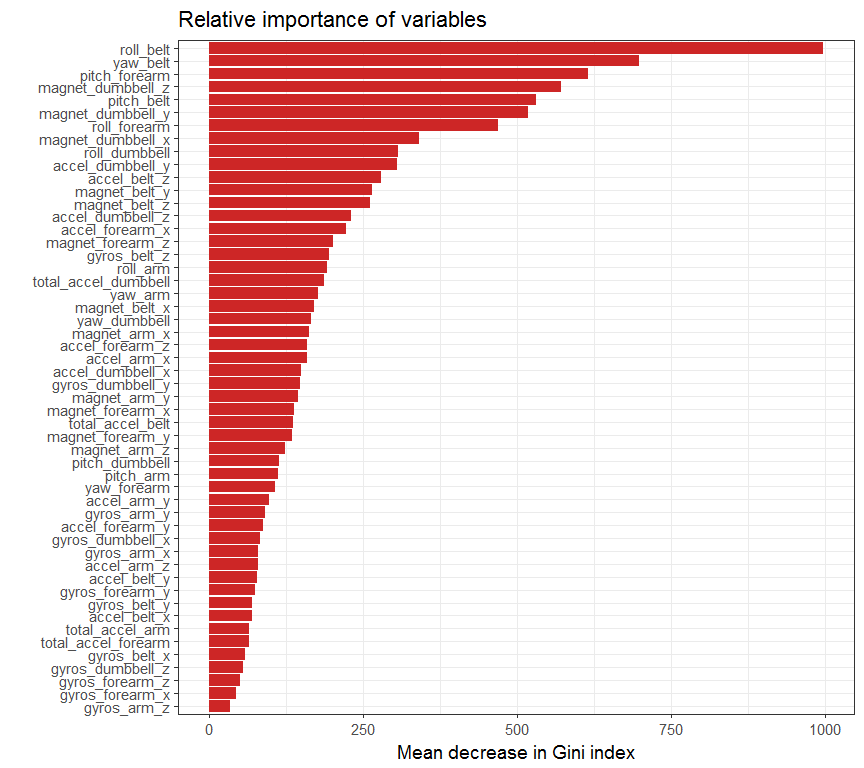 Relative importance of variables
roll_belt
yaw_belt
pitch_forearm
magnet_dumbbell_z
pitch_belt
magnet_dumbbell_y
roll_forearm
magnet_dumbbell_x
roll_dumbbell
accel_dumbbell_y
accel_belt_z
magnet_belt_y
magnet_belt_z
accel_dumbbell_z
accel_forearm_x
magnet_forearm_z
gyros_belt_z
roll_arm
total_accel_dumbbell
yaw_arm
magnet_belt_x
yaw_dumbbell
magnet_arm_x
accel_forearm_z
accel_arm_x
accel_dumbbell_x
gyros_dumbbell_y
magnet_arm_y
magnet_forearm_x
total_accel_belt
magnet_forearm_y
magnet_arm_z
pitch_dumbbell
pitch_arm
yaw_forearm
accel_arm_y
gyros_arm_y
accel_forearm_y
gyros_dumbbell_x
gyros_arm_x
accel_arm_z
accel_belt_y
gyros_forearm_y
gyros_belt_y
accel_belt_x
total_accel_arm
total_accel_forearm
gyros_belt_x
gyros_dumbbell_z
gyros_forearm_z
gyros_forearm_x
gyros_arm_z
0 250 500 750 1000
Mean decrease in Gini index